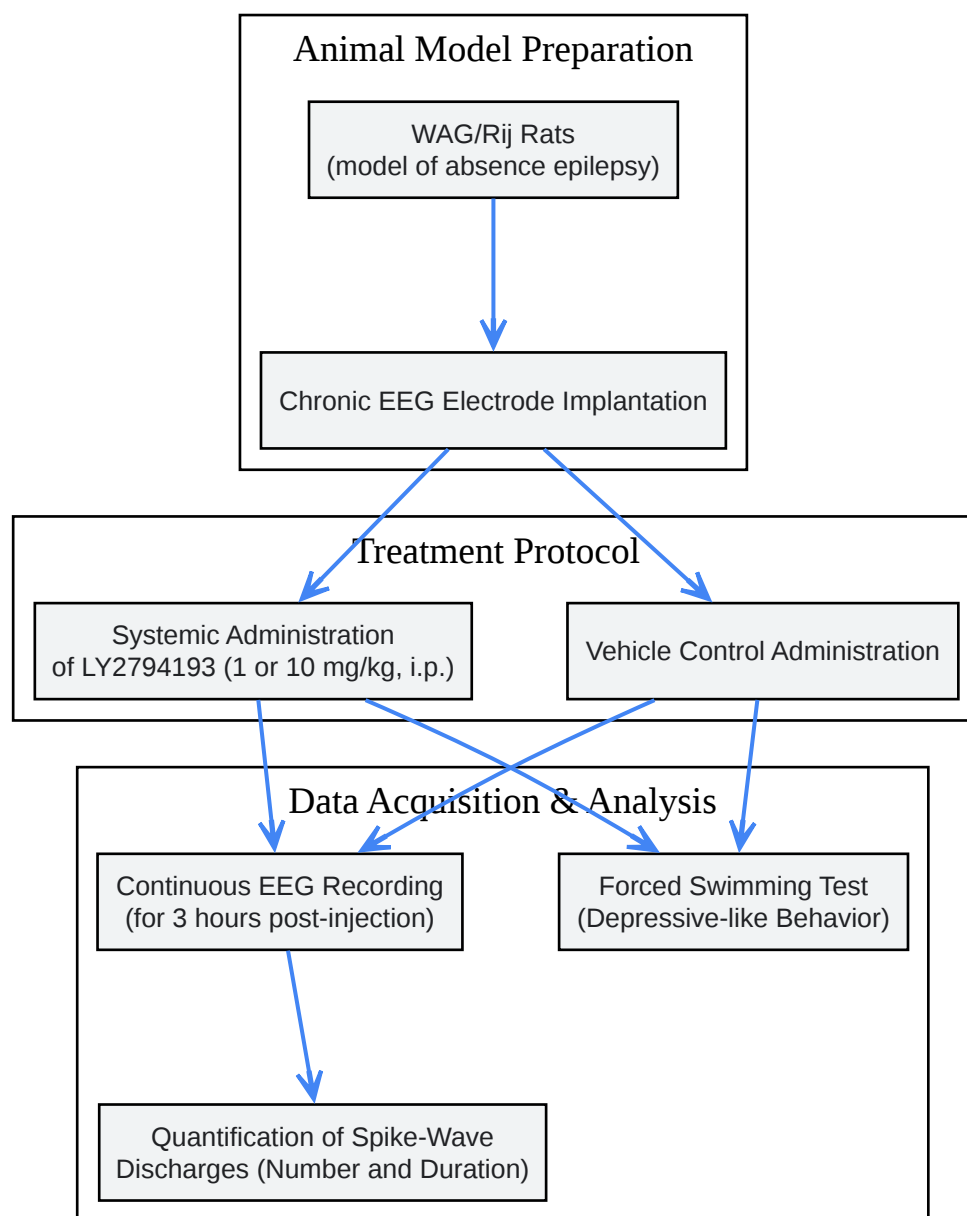 Animal Model Preparation
WAG/Rij Rats
(model of absence epilepsy)
Chronic EEG Electrode Implantation
Treatment Protocol
Systemic Administration
of LY2794193 (1 or 10 mg/kg, i.p.)
Vehicle Control Administration
Data Acquisition & Analysis
Continuous EEG Recording
(for 3 hours post-injection)
Forced Swimming Test
(Depressive-like Behavior)
Quantification of Spike-Wave
Discharges (Number and Duration)